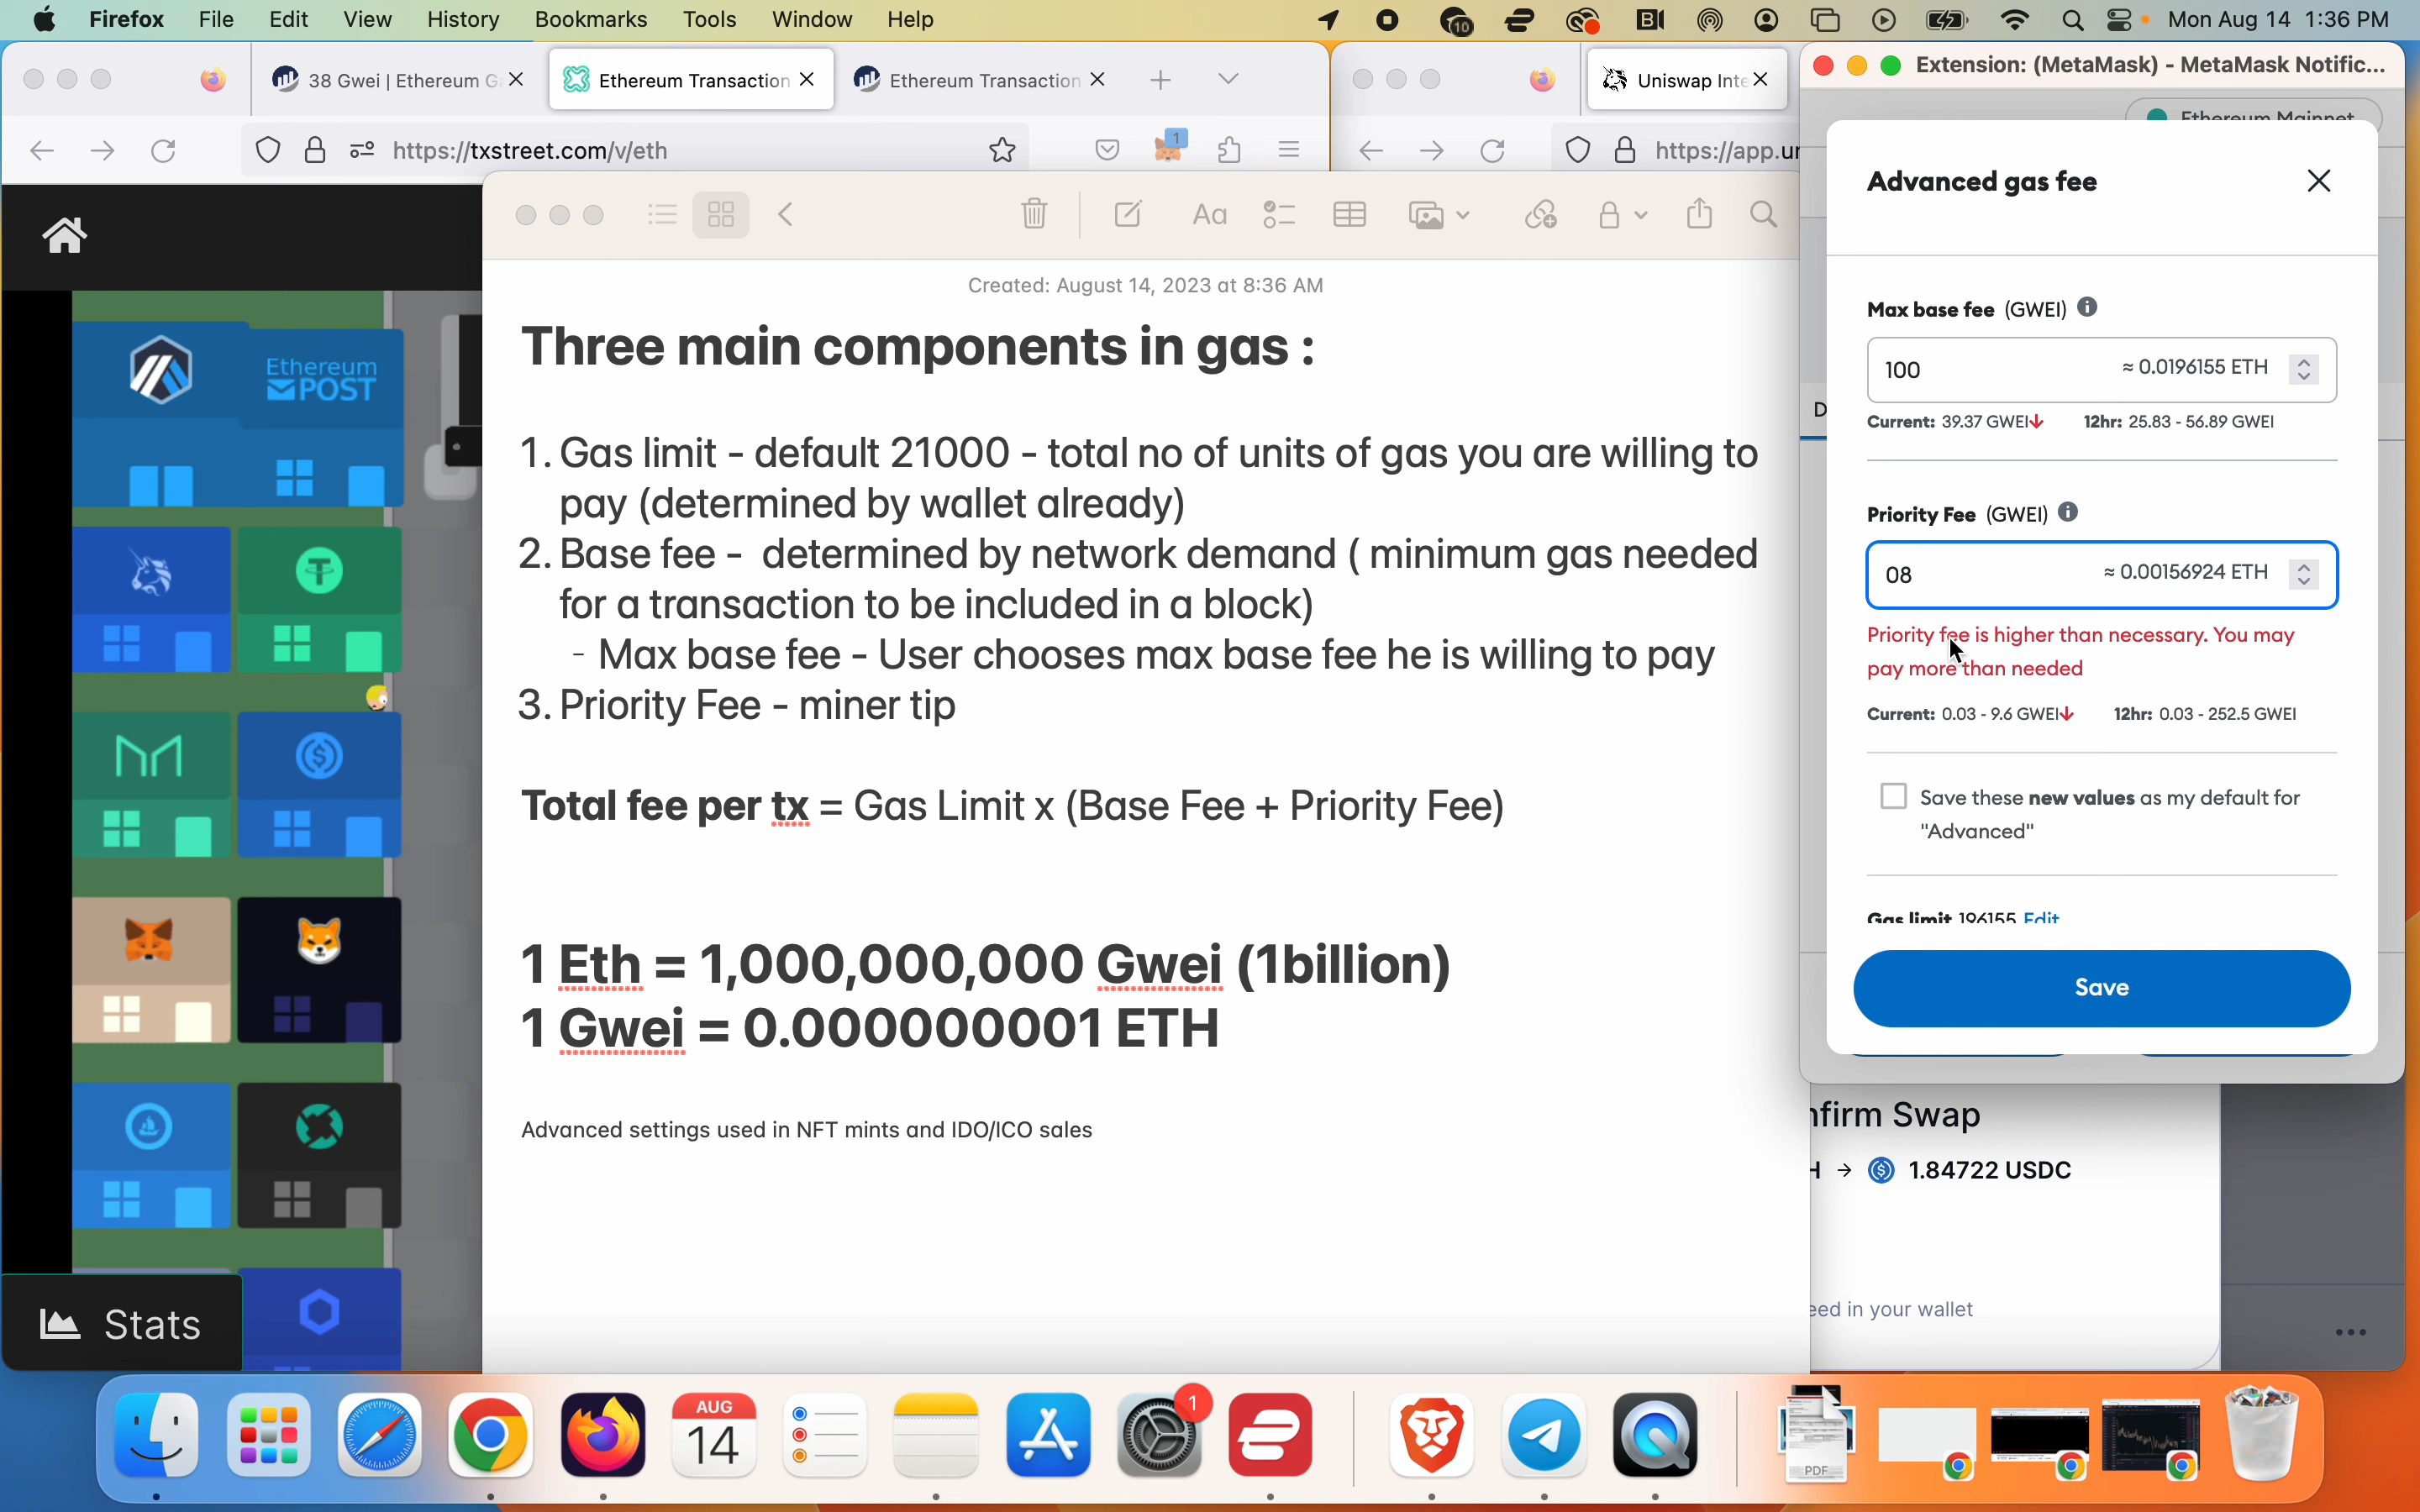 Firefox File Edit View History Bookmarks Tools Window Help
10
Mon Aug 14 1:36 PM
38 Gwei | Ethereum G
Ethereum Transaction
Ethereum Transaction
https://txstreet.com/v/eth
1
Uniswap Inte
https://app.un
Extension: (MetaMask) - MetaMask Notific...
Ethereum Mainnet
Ethereum
POST
Stats
Created: August 14, 2023 at 8:36 AM
Three main components in gas :
1. Gas limit - default 21000 - total no of units of gas you are willing to
pay (determined by wallet already)
2. Base fee - determined by network demand ( minimum gas needed
for a transaction to be included in a block)
- Max base fee - User chooses max base fee he is willing to pay
3. Priority Fee - miner tip
Total fee per tx = Gas Limit x (Base Fee + Priority Fee)
1 Eth = 1,000,000,000 Gwei (1billion)
1 Gwei = 0.000000001 ETH
Advanced settings used in NFT mints and IDO/ICO sales
D
Advanced gas fee
Max base fee (GWEI)
100 ≈ 0.0196155 ETH
Current: 39.37 GWEI 12hr: 25.83 - 56.89 GWEI
Priority Fee (GWEI)
08 ≈ 0.00156924 ETH
Priority fee is higher than necessary. You may
pay more than needed
Current: 0.03 - 9.6 GWEI 12hr: 0.03 - 252.5 GWEI
Save these new values as my default for
"Advanced"
Gas limit 196155 Edit
Save
nfirm Swap
H → 1.84722 USDC
eed in your wallet
AUG
14
1
PDF